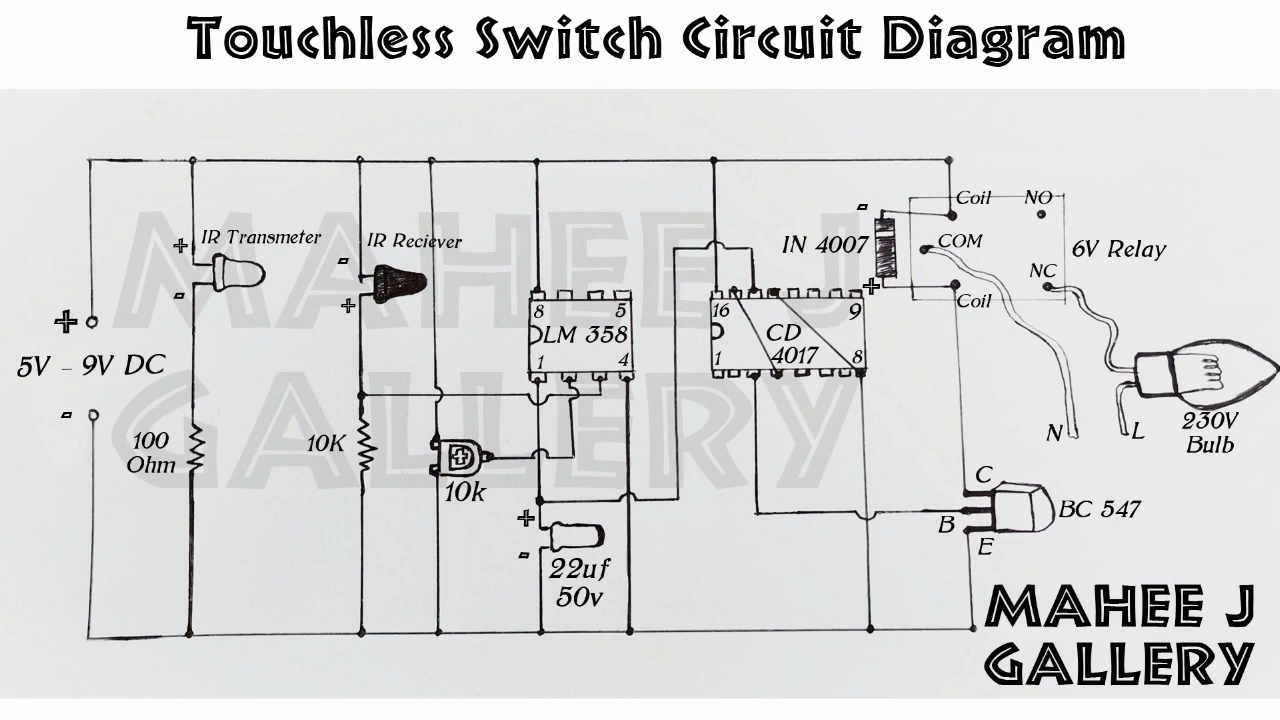 Touchless Switch Circuit Diagram
MAHEE J
GALLERY
+
5V - 9V DC
-
+
IR Transmeter
-
100
Ohm
-
IR Reciever
+
10K
10k
8
5
LM 358
1
4
+
-
22uf
50v
16
9
CD
4017
1
8
-
IN 4007
+
Coil
NO
COM
NC
Coil
6V Relay
N
L
230V
Bulb
C
B
E
BC 547
MAHEE J
GALLERY